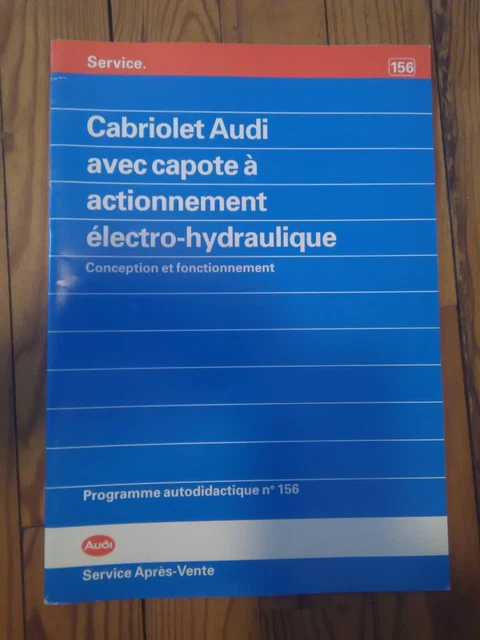 Service.
156
Cabriolet Audi
avec capote à
actionnement
électro-hydraulique
Conception et fonctionnement
Programme autodidactique n° 156
Audi
Service Après-Vente